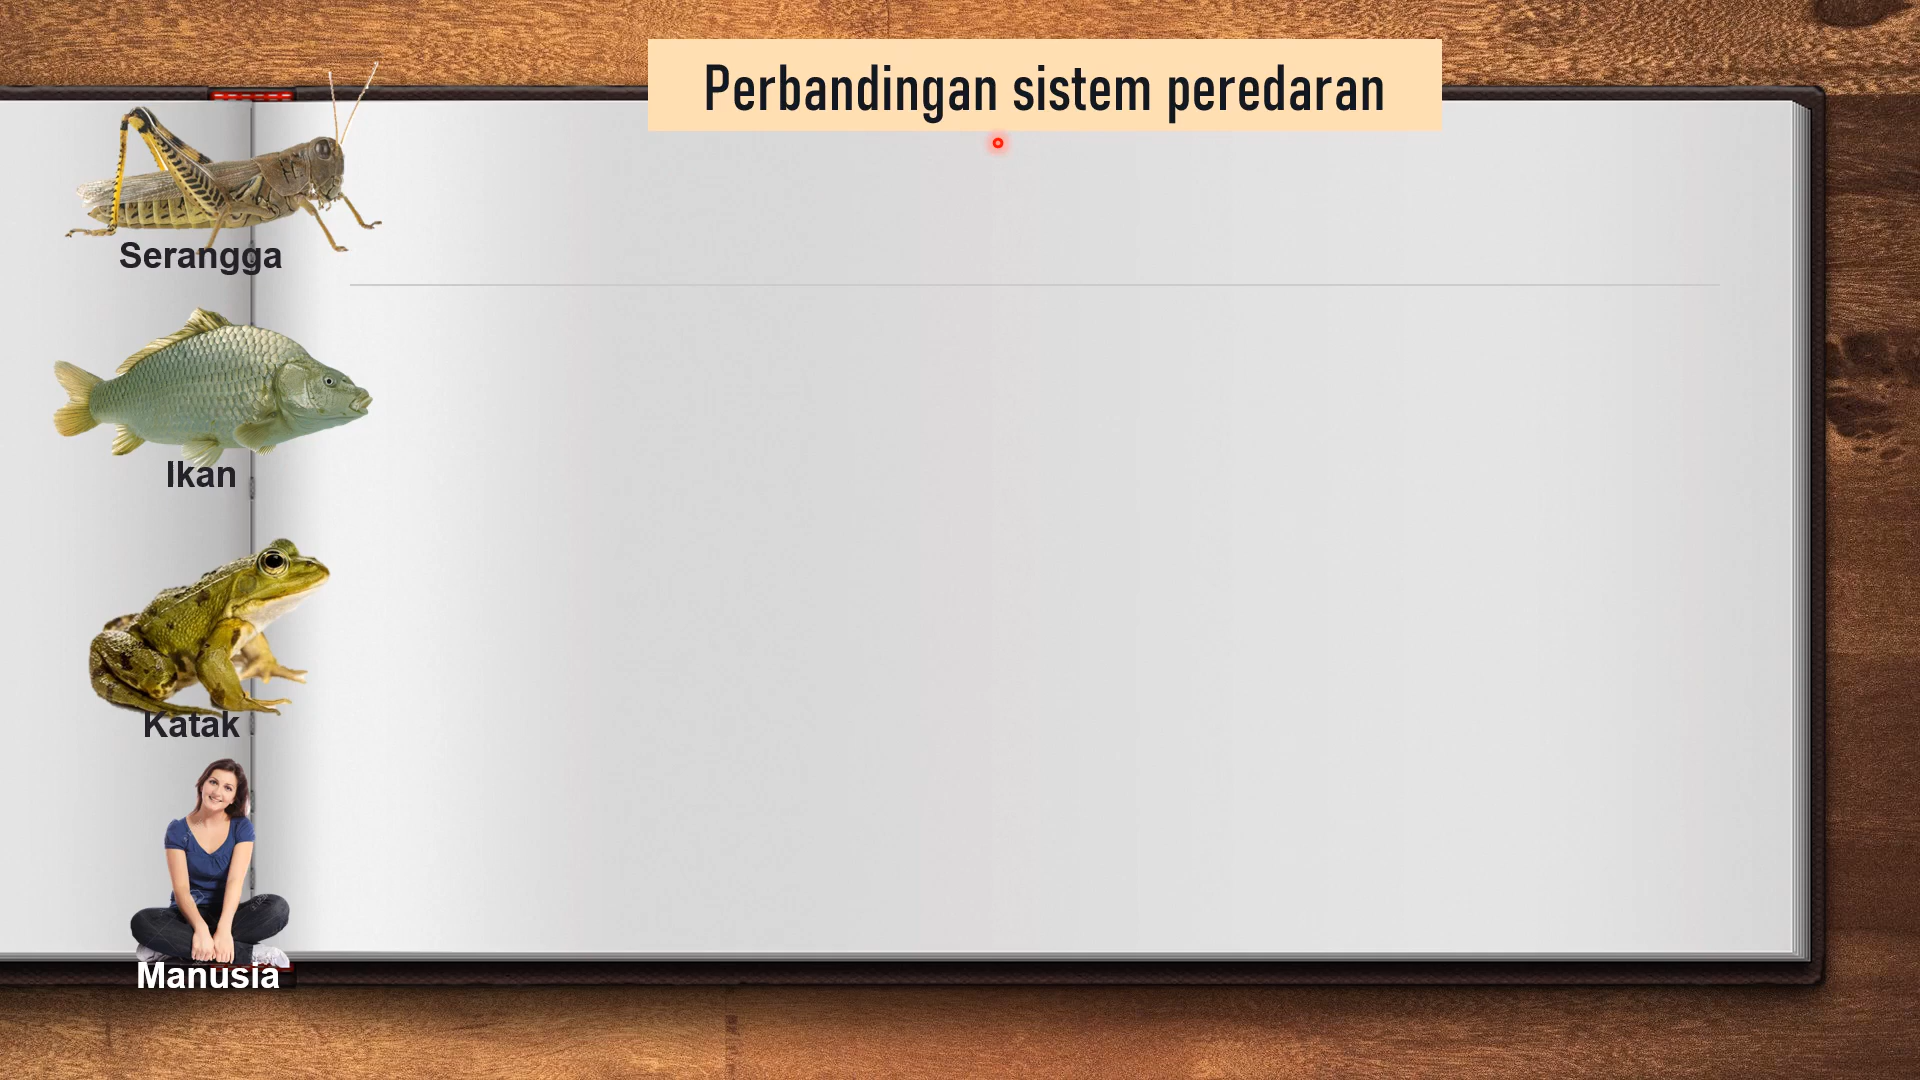 Perbandingan sistem peredaran
Serangga
Ikan
Katak
Manusia